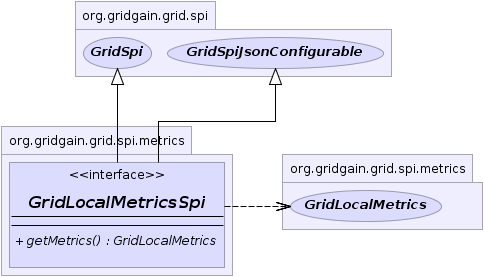 org.gridgain.grid.spi
GridSpi
GridSpiJsonConfigurable
org.gridgain.grid.spi.metrics
<<interface>>
GridLocalMetricsSpi
+ getMetrics() : GridLocalMetrics
org.gridgain.grid.spi.metrics
GridLocalMetrics